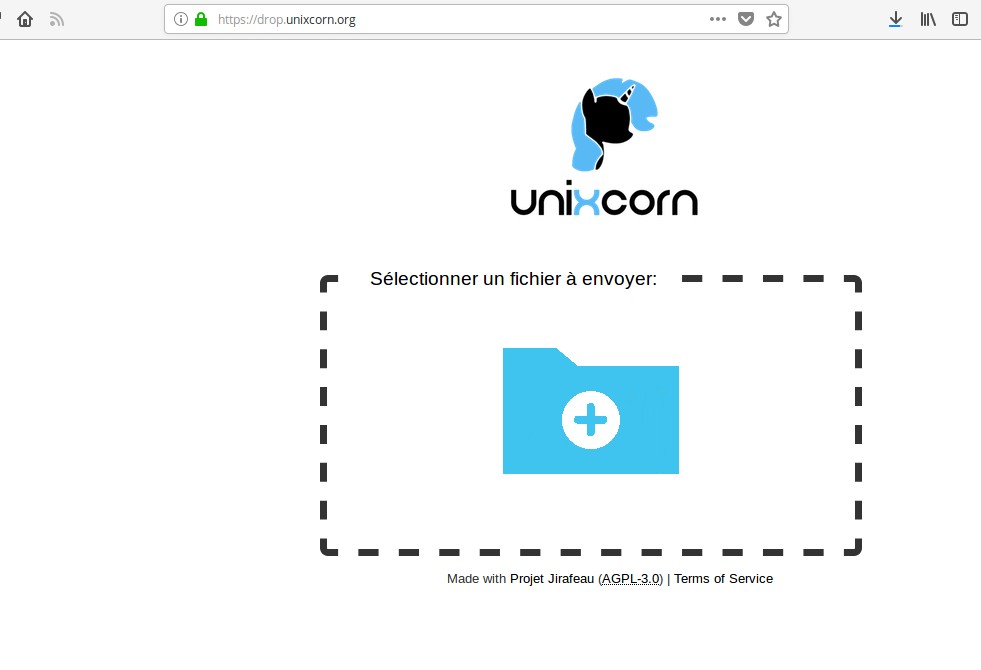 https://drop.unixcorn.org
unixcorn
Sélectionner un fichier à envoyer:
Made with Projet Jirafeau (AGPL-3.0) | Terms of Service